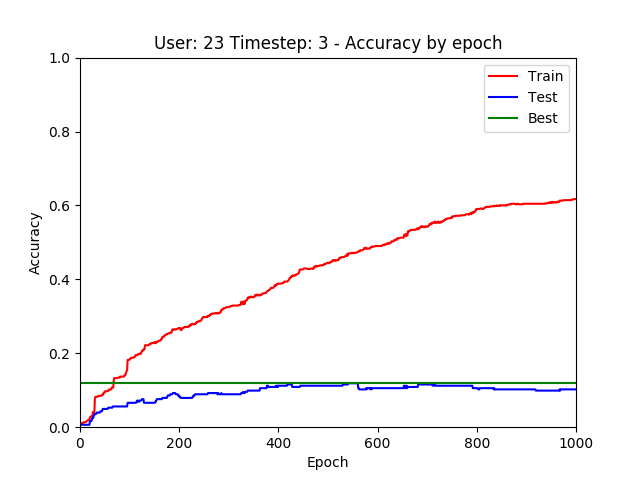 User: 23 Timestep: 3 - Accuracy by epoch
1.0
0.8
0.6
0.4
0.2
0.0
Accuracy
Train
Test
Best
0 200 400 600 800 1000
Epoch